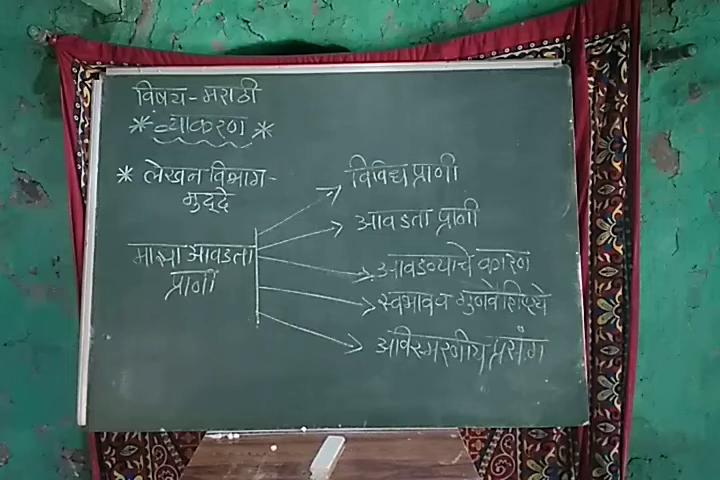 विषय - मराठी
* व्याकरण *
* लेखन विभाग -
मुद्दे
माझा आवडता
प्राणी
विविध प्राणी
आवडता प्राणी
आवडण्याचे कारण
स्वभाव व गुणवैशिष्ट्ये
अविस्मरणीय प्रसंग